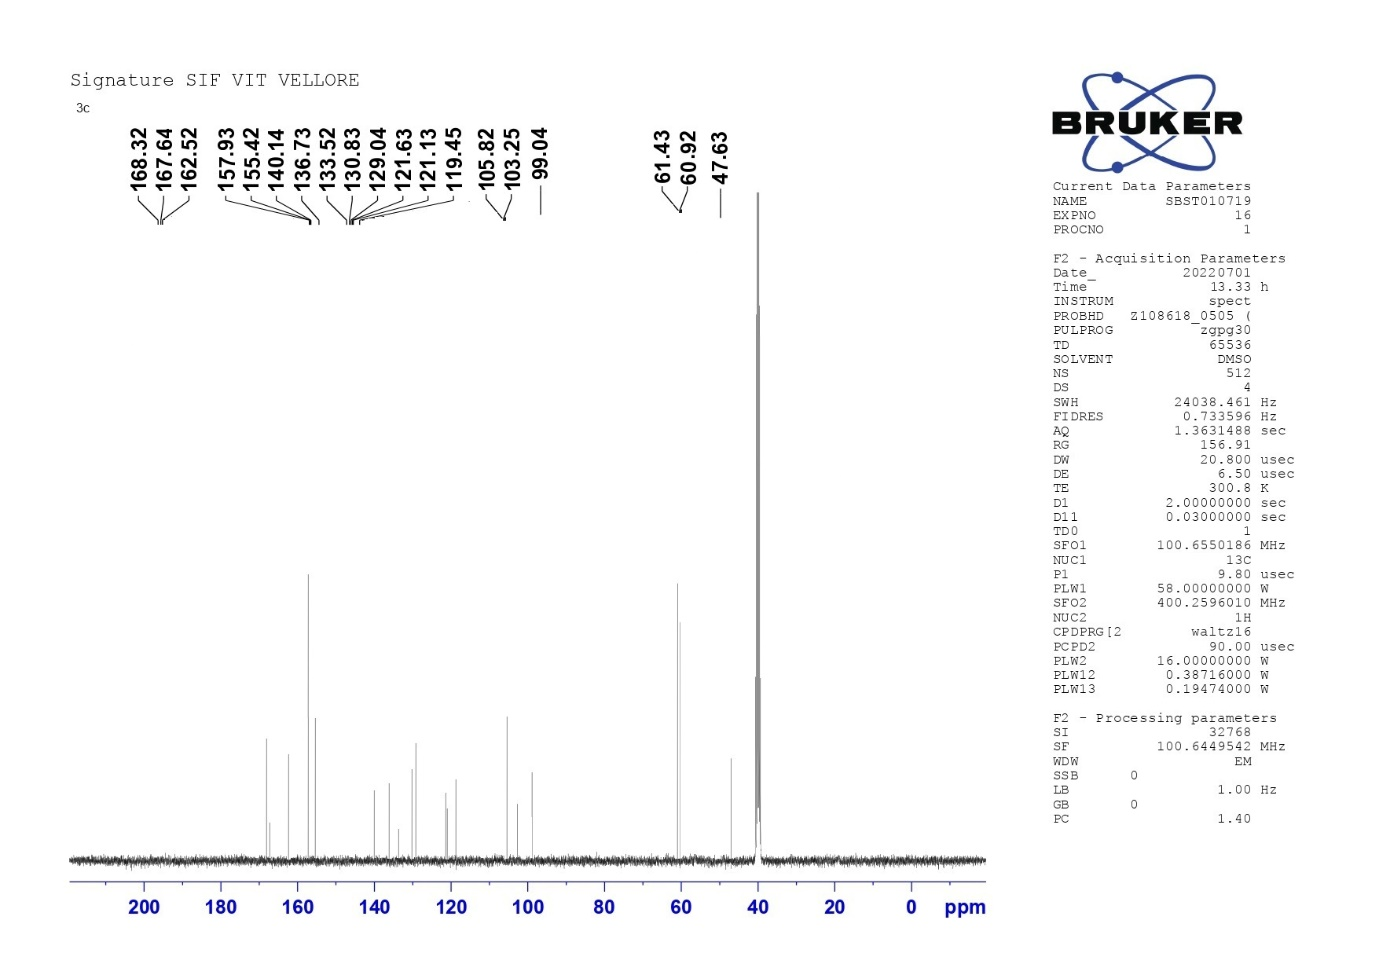 Signature SIF VIT VELLORE
3c
168.32
167.64
162.52
157.93
155.42
140.14
136.73
133.52
130.83
129.04
121.63
121.13
119.45
105.82
103.25
99.04
61.43
60.92
47.63
BRUKER
Current Data Parameters
NAME SBST010719
EXPNO 16
PROCNO 1
F2 - Acquisition Parameters
Date_ 20220701
Time 13.33 h
INSTRUM spect
PROBHD Z108618_0505 (
PULPROG zgpg30
TD 65536
SOLVENT DMSO
NS 512
DS 4
SWH 24038.461 Hz
FIDRES 0.733596 Hz
AQ 1.3631488 sec
RG 156.91
DW 20.800 usec
DE 6.50 usec
TE 300.8 K
D1 2.00000000 sec
D11 0.03000000 sec
TD0 1
SFO1 100.6550186 MHz
NUC1 13C
P1 9.80 usec
PLW1 58.00000000 W
SFO2 400.2596010 MHz
NUC2 1H
CPDPRG[2 waltz16
PCPD2 90.00 usec
PLW2 16.00000000 W
PLW12 0.38716000 W
PLW13 0.19474000 W
F2 - Processing parameters
SI 32768
SF 100.6449542 MHz
WDW EM
SSB 0
LB 1.00 Hz
GB 0
PC 1.40
200 180 160 140 120 100 80 60 40 20 0 ppm